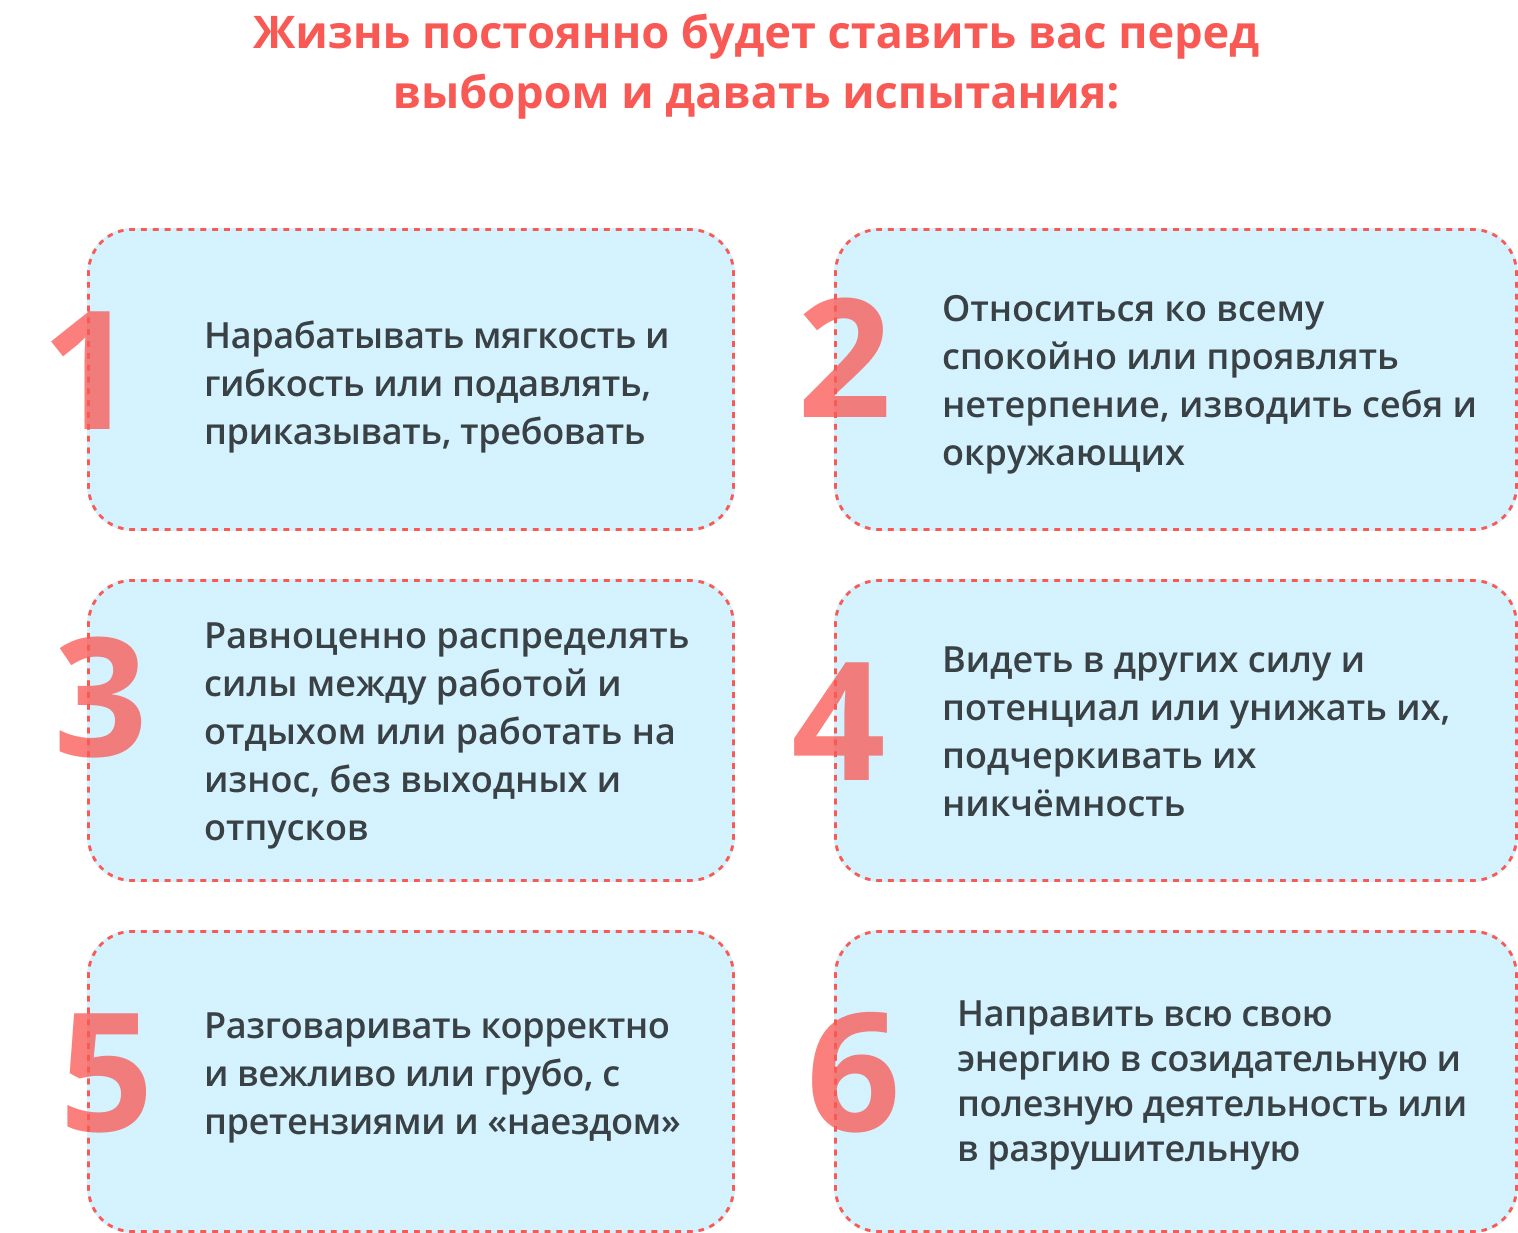 Жизнь постоянно будет ставить вас перед
выбором и давать испытания:
1
Нарабатывать мягкость и
гибкость или подавлять,
приказывать, требовать
2
Относиться ко всему
спокойно или проявлять
нетерпение, изводить себя и
окружающих
3
Равноценно распределять
силы между работой и
отдыхом или работать на
износ, без выходных и
отпусков
4
Видеть в других силу и
потенциал или унижать их,
подчеркивать их
никчёмность
5
Разговаривать корректно
и вежливо или грубо, с
претензиями и «наездом»
6
Направить всю свою
энергию в созидательную и
полезную деятельность или
в разрушительную